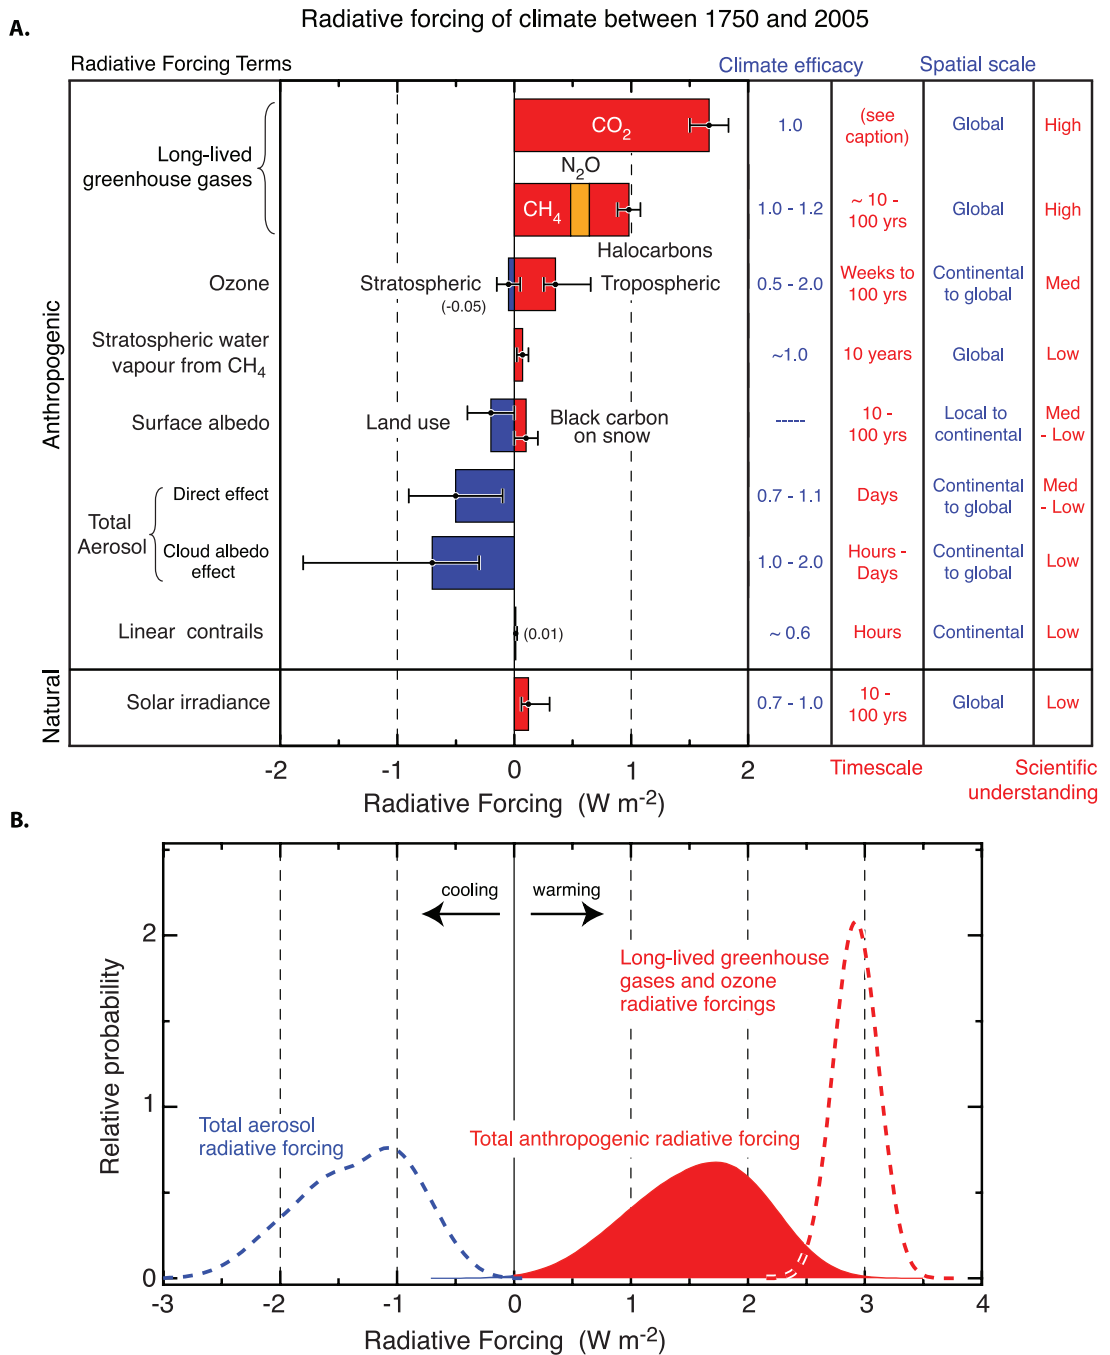 Radiative forcing of climate between 1750 and 2005
A.
Radiative Forcing Terms
Climate efficacy
Spatial scale
Anthropogenic
Long-lived
greenhouse gases
CO2
1.0
(see
caption)
Global
High
N2O
CH4
Halocarbons
1.0 - 1.2
~ 10 -
100 yrs
Global
High
Ozone
Stratospheric
(-0.05)
Tropospheric
0.5 - 2.0
Weeks to
100 yrs
Continental
to global
Med
Stratospheric water
vapour from CH4
~1.0
10 years
Global
Low
Surface albedo
Land use
Black carbon
on snow
-----
10 -
100 yrs
Local to
continental
Med
- Low
Total
Aerosol
Direct effect
0.7 - 1.1
Days
Continental
to global
Med
- Low
Cloud albedo
effect
1.0 - 2.0
Hours -
Days
Continental
to global
Low
Linear contrails
(0.01)
~ 0.6
Hours
Continental
Low
Natural
Solar irradiance
0.7 - 1.0
10 -
100 yrs
Global
Low
-2 -1 0 1 2
Timescale
Scientific
understanding
Radiative Forcing (W m-2)
B.
cooling
warming
Long-lived greenhouse
gases and ozone
radiative forcings
Total aerosol
radiative forcing
Total anthropogenic radiative forcing
Relative probability
2
1
0
-3 -2 -1 0 1 2 3 4
Radiative Forcing (W m-2)